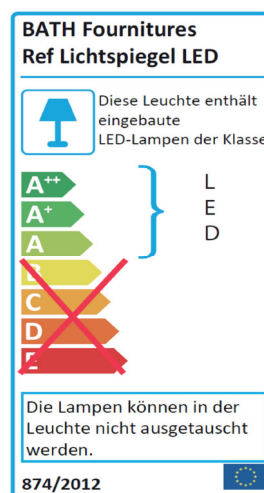 BATH Fournitures
Ref Lichtspiegel LED
Diese Leuchte enthält
eingebaute
LED-Lampen der Klasse
A++
A+
A
B
C
D
E
L
E
D
Die Lampen können in der
Leuchte nicht ausgetauscht
werden.
874/2012